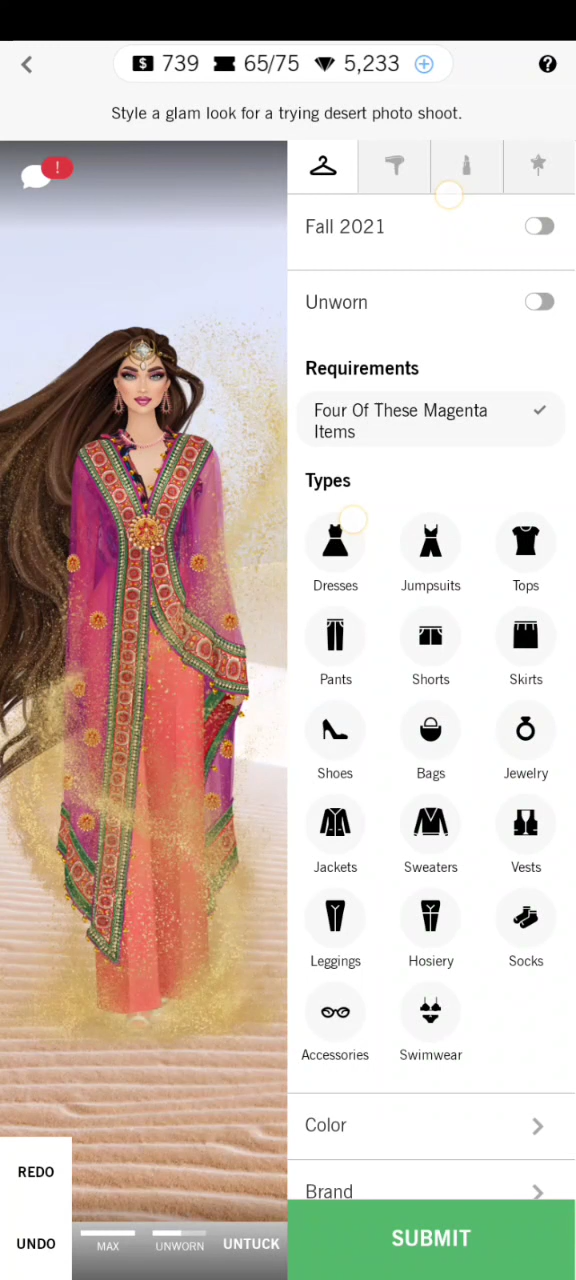 $ 739 65/75 5,233
Style a glam look for a trying desert photo shoot.
!
Fall 2021
Unworn
Requirements
Four Of These Magenta
Items
Types
Dresses Jumpsuits Tops
Pants Shorts Skirts
Shoes Bags Jewelry
Jackets Sweaters Vests
Leggings Hosiery Socks
Accessories Swimwear
Color
Brand
REDO
UNDO MAX UNWORN UNTUCK
SUBMIT